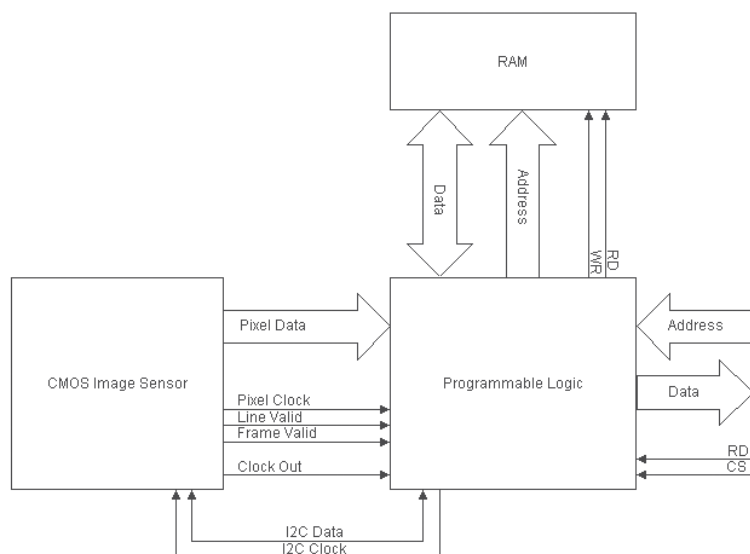 RAM
Data
Address
WR
RD
CMOS Image Sensor
Pixel Data
Pixel Clock
Line Valid
Frame Valid
Clock Out
Programmable Logic
Address
Data
RD
CS
I2C Data
I2C Clock